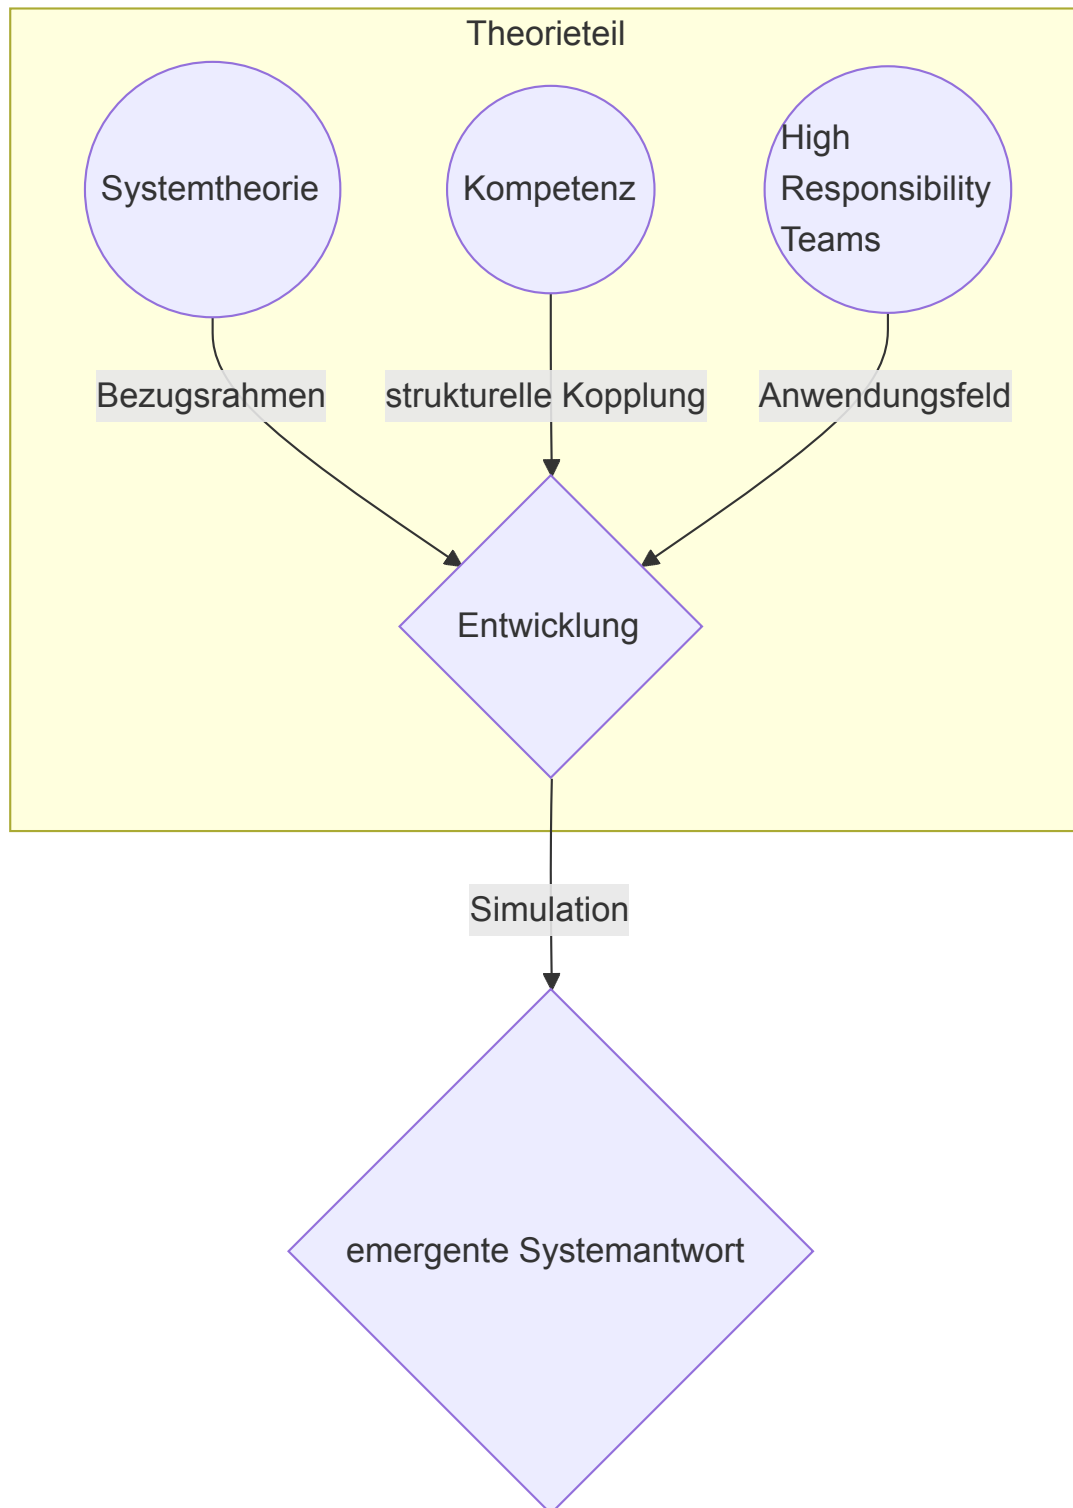 Theorieteil
Systemtheorie
Kompetenz
High
Responsibility
Teams
Bezugsrahmen
strukturelle Kopplung
Anwendungsfeld
Entwicklung
Simulation
emergente Systemantwort